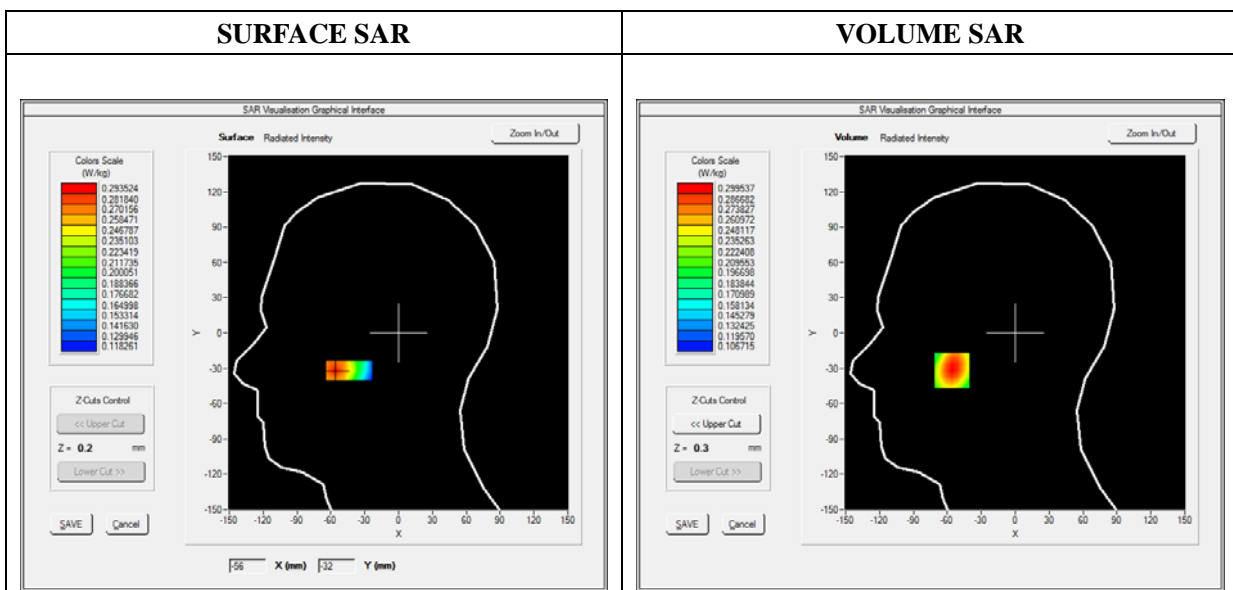 SURFACE SAR
VOLUME SAR
SAR Visualisation Graphical Interface
Surface Radiated Intensity
Zoom In/Out
Colors Scale
(W/kg)
0.293524
0.281840
0.270156
0.258471
0.246787
0.235103
0.223419
0.211735
0.200051
0.188366
0.176682
0.164998
0.153314
0.141630
0.129946
0.118261
Z-Cuts Control
<< Upper Cut
Z = 0.2 mm
Lower Cut >>
SAVE Cancel
150
120
90
60
30
Y 0
-30
-60
-90
-120
-150
-150 -120 -90 -60 -30 0 30 60 90 120 150
X
-56 X (mm) -32 Y (mm)
SAR Visualisation Graphical Interface
Volume Radiated Intensity
Zoom In/Out
Colors Scale
(W/kg)
0.299537
0.286682
0.273827
0.260972
0.248117
0.235263
0.222408
0.209553
0.196698
0.183844
0.170989
0.158134
0.145279
0.132425
0.119570
0.106715
Z-Cuts Control
<< Upper Cut
Z = 0.3 mm
Lower Cut >>
SAVE Cancel
150
120
90
60
30
Y 0
-30
-60
-90
-120
-150
-150 -120 -90 -60 -30 0 30 60 90 120 150
X